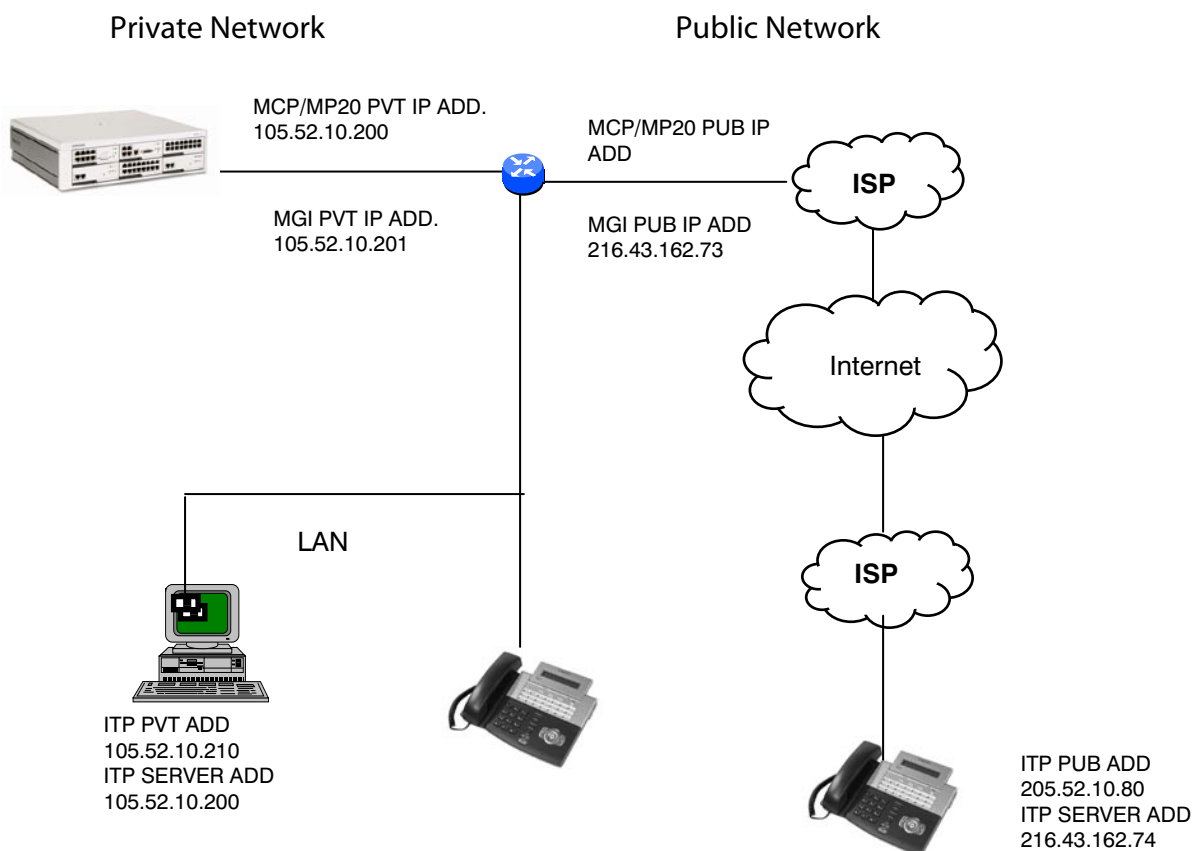 Private Network
Public Network
MCP/MP20 PVT IP ADD.
105.52.10.200
MCP/MP20 PUB IP
ADD
ISP
MGI PVT IP ADD.
105.52.10.201
MGI PUB IP ADD
216.43.162.73
Internet
LAN
ISP
ITP PVT ADD
105.52.10.210
ITP SERVER ADD
105.52.10.200
ITP PUB ADD
205.52.10.80
ITP SERVER ADD
216.43.162.74